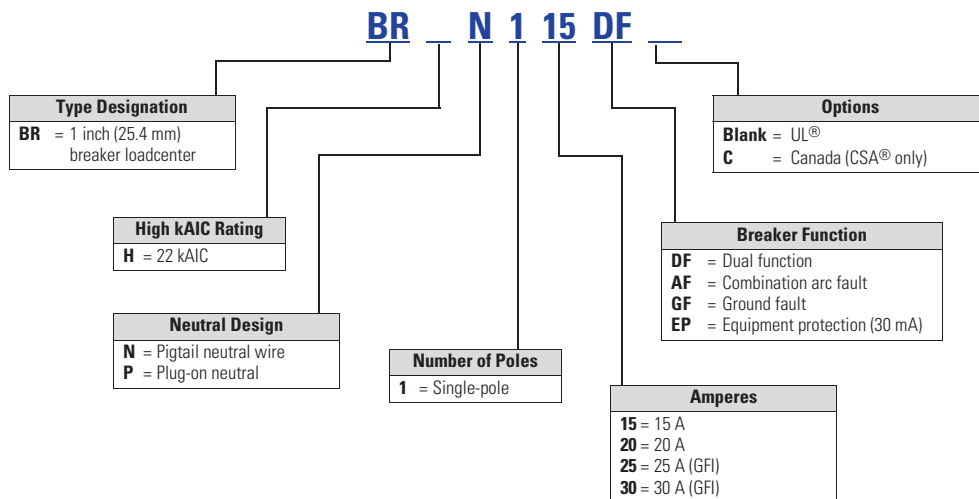 BR _ N 1 15 DF _
Type Designation
BR = 1 inch (25.4 mm)
breaker loadcenter
Options
Blank = UL®
C = Canada (CSA® only)
High kAIC Rating
H = 22 kAIC
Breaker Function
DF = Dual function
AF = Combination arc fault
GF = Ground fault
EP = Equipment protection (30 mA)
Neutral Design
N = Pigtail neutral wire
P = Plug-on neutral
Number of Poles
1 = Single-pole
Amperes
15 = 15 A
20 = 20 A
25 = 25 A (GFI)
30 = 30 A (GFI)